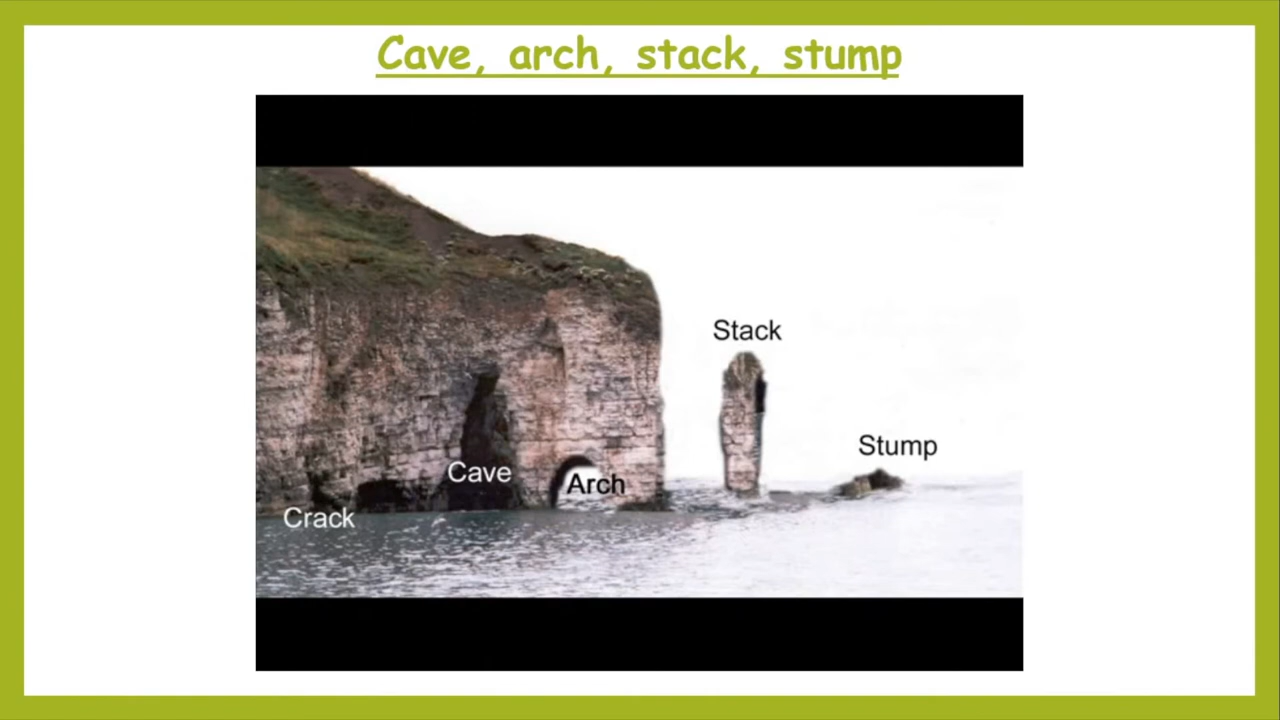 Cave, arch, stack, stump
Stack
Stump
Cave
Arch
Crack